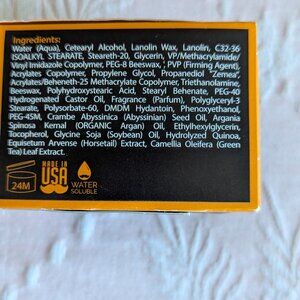 Ingredients:
Water (Aqua), Cetearyl Alcohol, Lanolin Wax, Lanolin, C32-36
ISOALKYL STEARATE, Steareth-20, Glycerin, VP/Methacrylamide/
Vinyl Imidazole Copolymer, PEG-8 Beeswax, PVP (Firming Agent),
Acrylates Copolymer, Propylene Glycol, Propanediol "Zemea",
Acrylates/Beheneth-25 Methacrylate Copolymer, Triethanolamine,
Beeswax, Polyhydroxystearic Acid, Stearyl Behenate, PEG-40
Hydrogenated Castor Oil, Fragrance (Parfum), Polyglyceryl-3
Stearate, Polysorbate-60, DMDM Hydantoin, Phenoxyethanol,
PEG-45M, Crambe Abyssinica (Abyssinian) Seed Oil, Argania
Spinosa Kernal (ORGANIC Argan) Oil, Ethylhexylglycerin,
Tocopherol, Glycine Soja (Soybean) Oil, Hydrolyzed Quinoa,
Equisetum Arvense (Horsetail) Extract, Camellia Oleifera (Green
Tea) Leaf Extract.
24M
MADE IN
USA
WATER
SOLUBLE